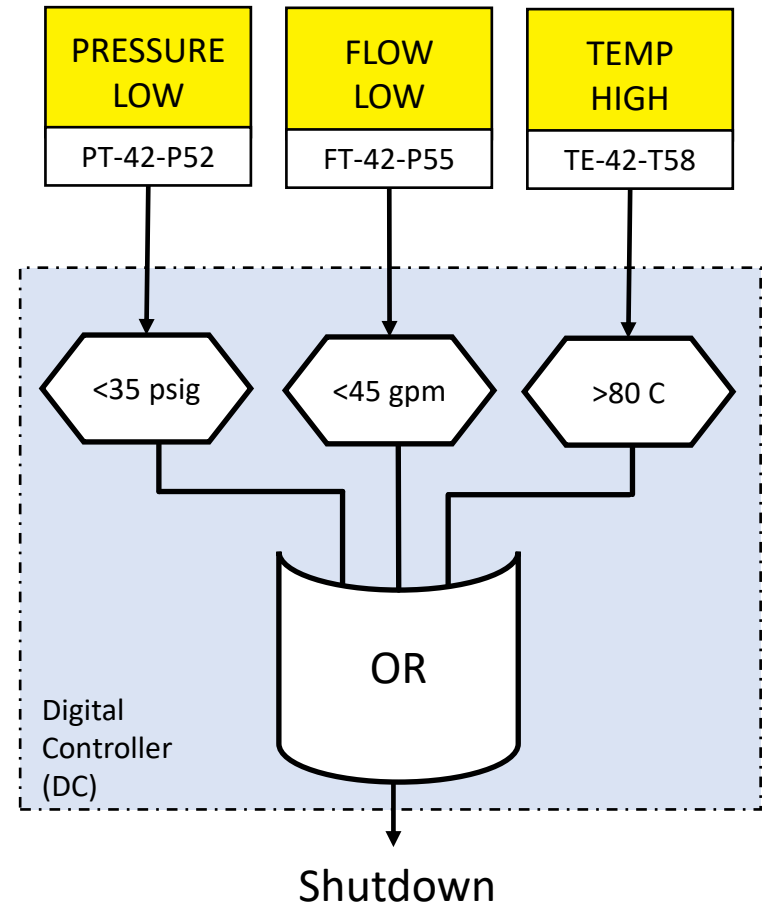 PRESSURE
LOW
PT-42-P52
FLOW
LOW
FT-42-P55
TEMP
HIGH
TE-42-T58
<35 psig
<45 gpm
>80 C
OR
Digital
Controller
(DC)
Shutdown